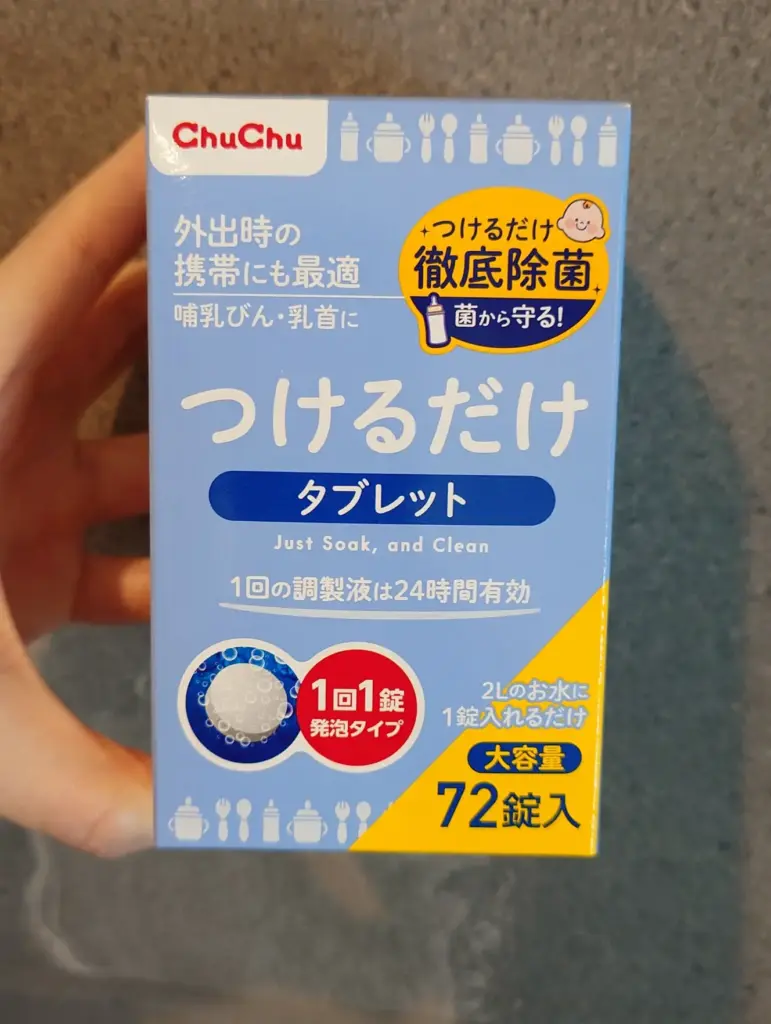 ChuChu
外出時の
携帯にも最適
哺乳びん・乳首に
つけるだけ
徹底除菌
菌から守る!
つけるだけ
タブレット
Just Soak, and Clean
1回の調製液は24時間有効
1回1錠
発泡タイプ
2Lのお水に
1錠入れるだけ
大容量
72錠入